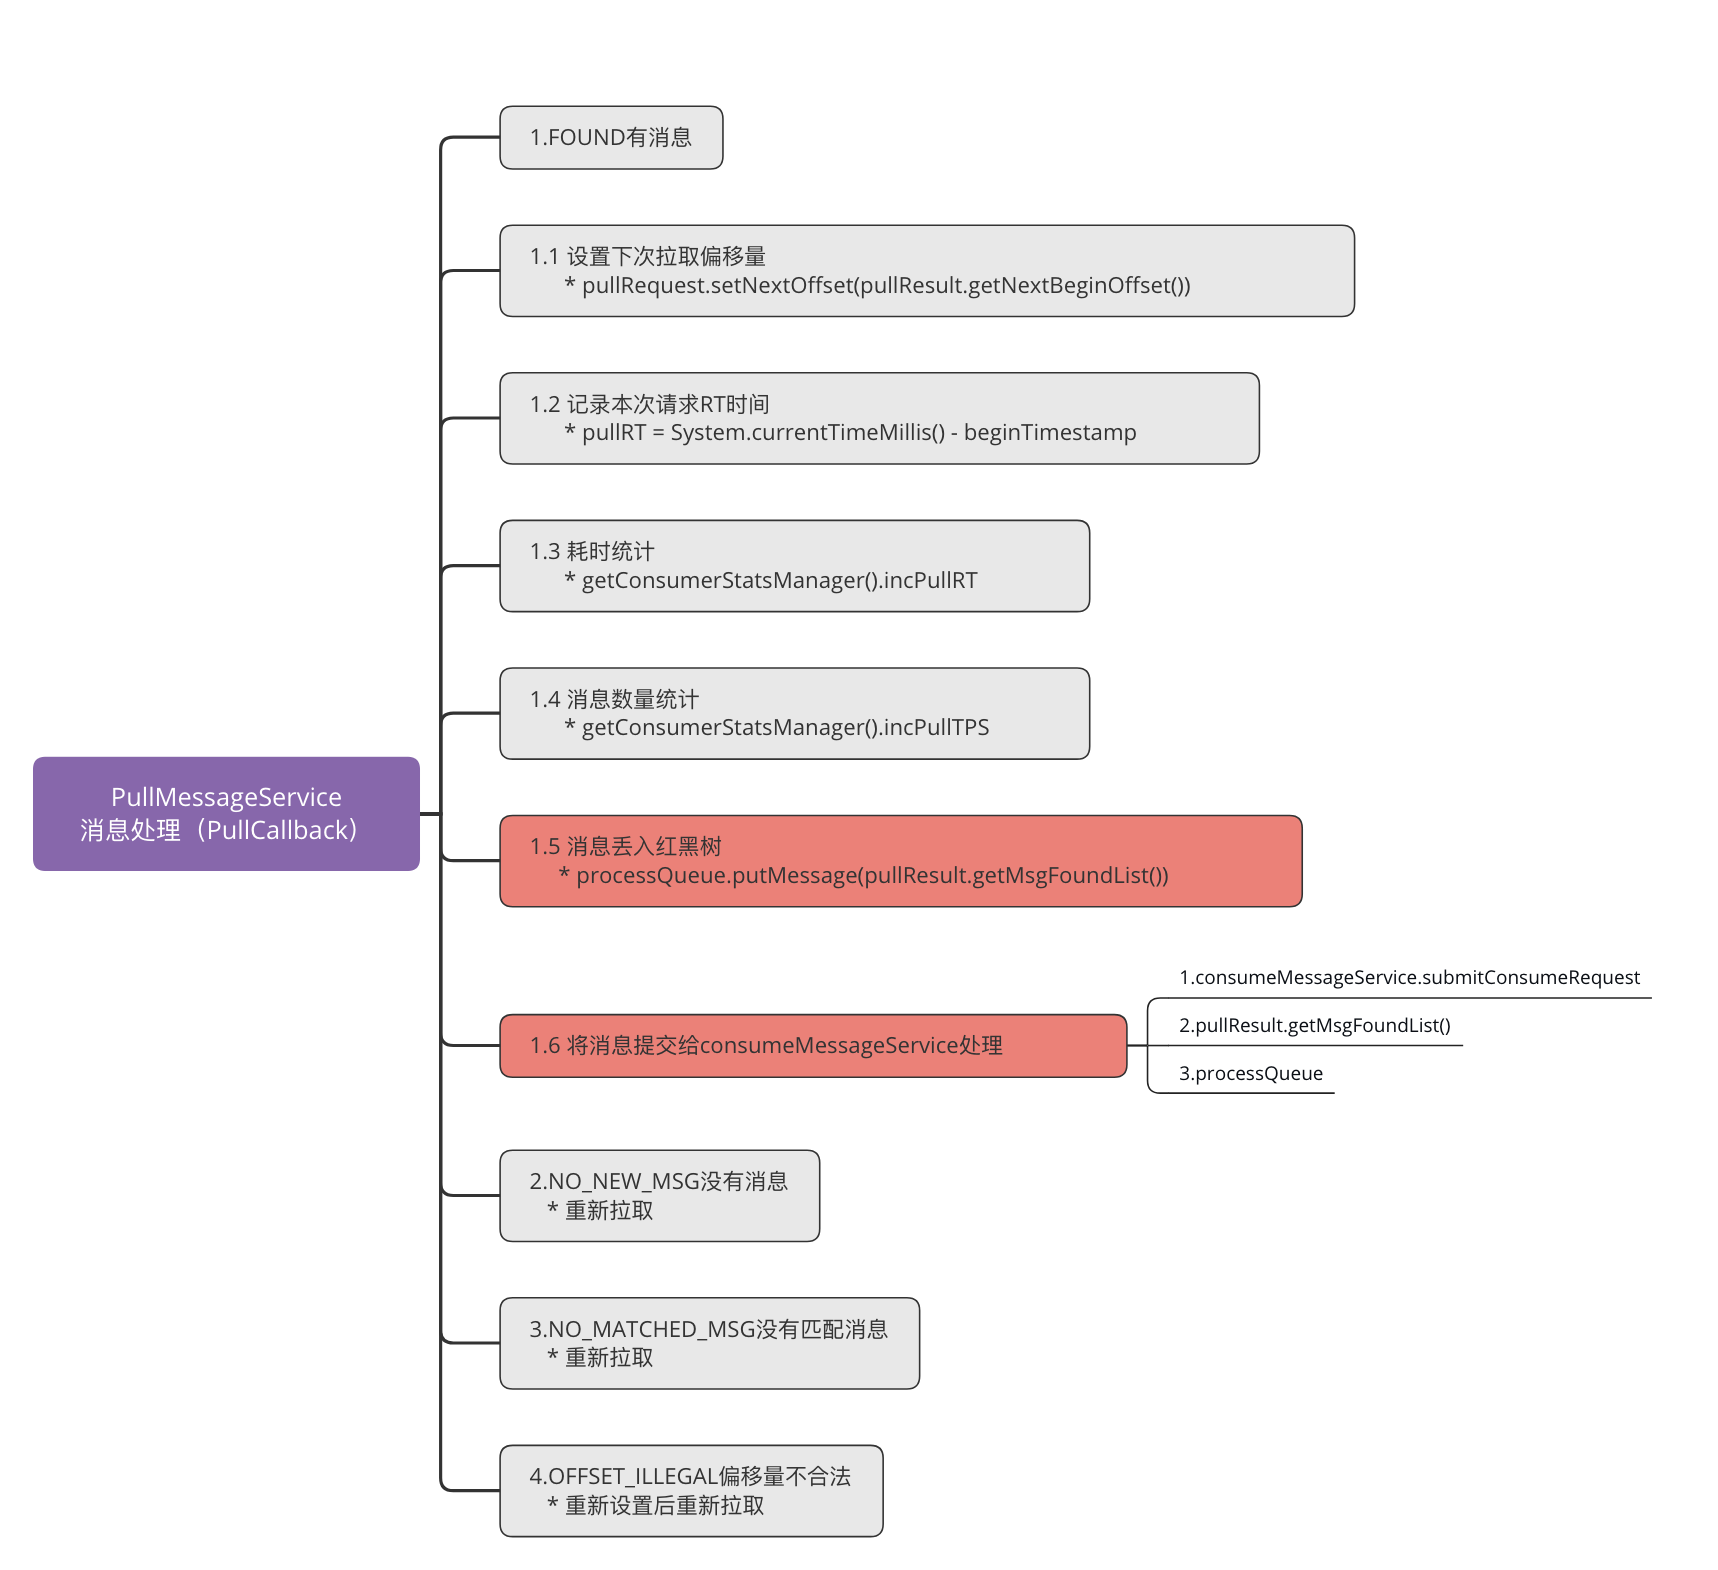 1.FOUND有消息
1.1 设置下次拉取偏移量
* pullRequest.setNextOffset(pullResult.getNextBeginOffset())
1.2 记录本次请求RT时间
* pullRT = System.currentTimeMillis() - beginTimestamp
1.3 耗时统计
* getConsumerStatsManager().incPullRT
1.4 消息数量统计
* getConsumerStatsManager().incPullTPS
PullMessageService
消息处理（PullCallback）
1.5 消息丢入红黑树
* processQueue.putMessage(pullResult.getMsgFoundList())
1.6 将消息提交给consumeMessageService处理
1.consumeMessageService.submitConsumeRequest
2.pullResult.getMsgFoundList()
3.processQueue
2.NO_NEW_MSG没有消息
* 重新拉取
3.NO_MATCHED_MSG没有匹配消息
* 重新拉取
4.OFFSET_ILLEGAL偏移量不合法
* 重新设置后重新拉取